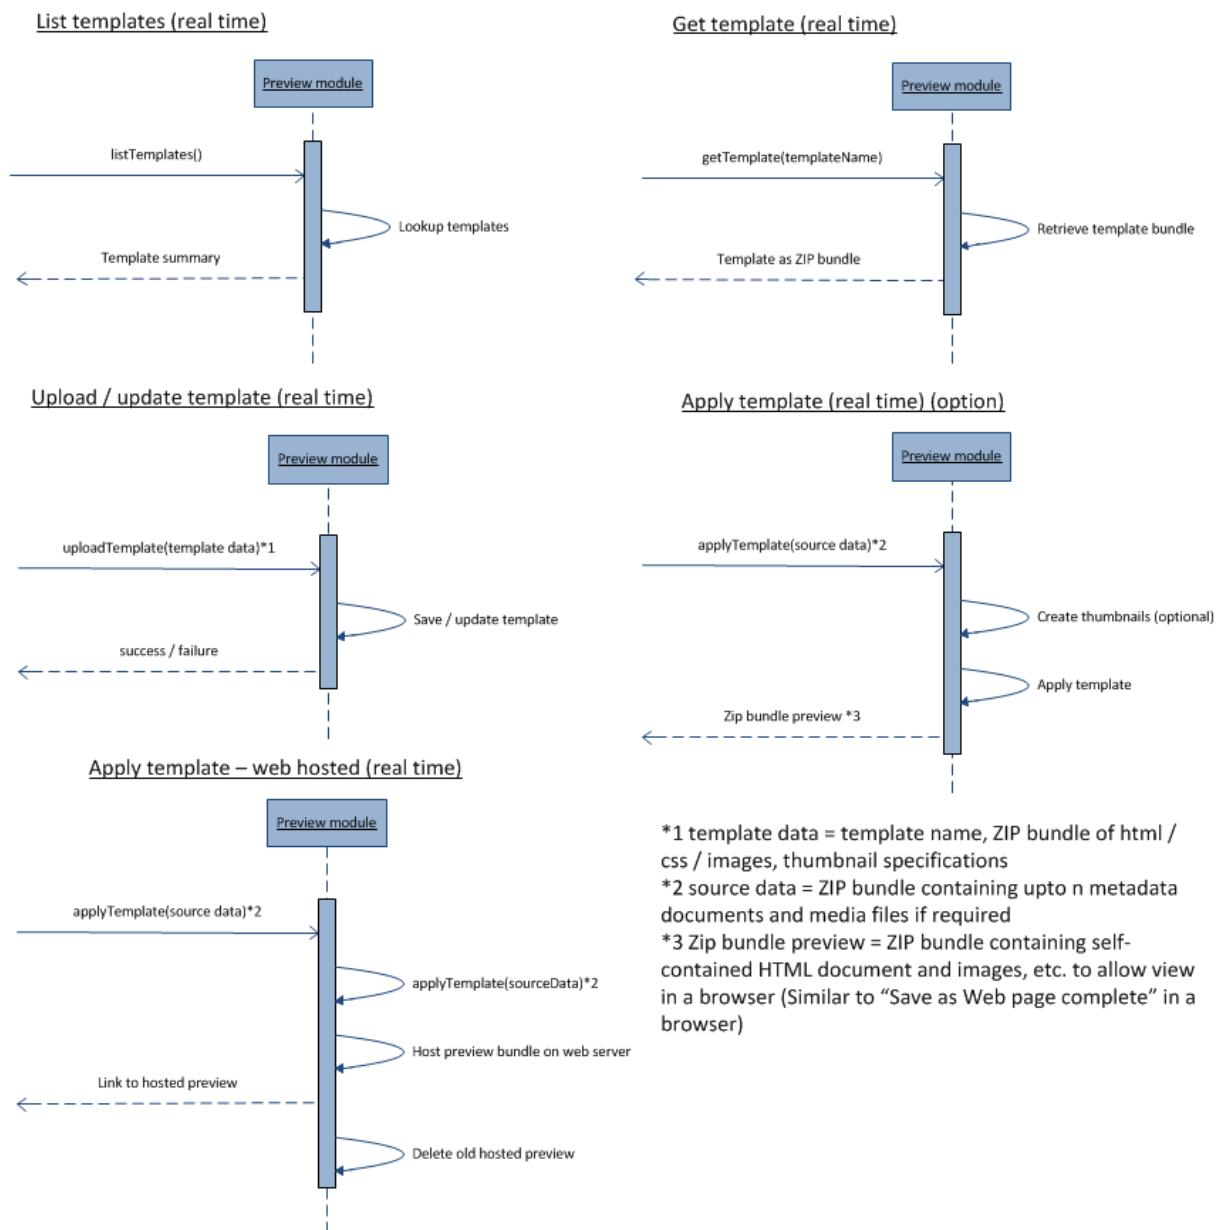 List templates (real time)
Preview module
listTemplates()
Lookup templates
Template summary
Get template (real time)
Preview module
getTemplate(templateName)
Retrieve template bundle
Template as ZIP bundle
Upload / update template (real time)
Preview module
uploadTemplate(template data)*1
Save / update template
success / failure
Apply template (real time) (option)
Preview module
applyTemplate(source data)*2
Create thumbnails (optional)
Apply template
Zip bundle preview *3
Apply template – web hosted (real time)
Preview module
applyTemplate(source data)*2
applyTemplate(sourceData)*2
Host preview bundle on web server
Link to hosted preview
Delete old hosted preview
*1 template data = template name, ZIP bundle of html /
css / images, thumbnail specifications
*2 source data = ZIP bundle containing upto n metadata
documents and media files if required
*3 Zip bundle preview = ZIP bundle containing self-
contained HTML document and images, etc. to allow view
in a browser (Similar to “Save as Web page complete” in a
browser)